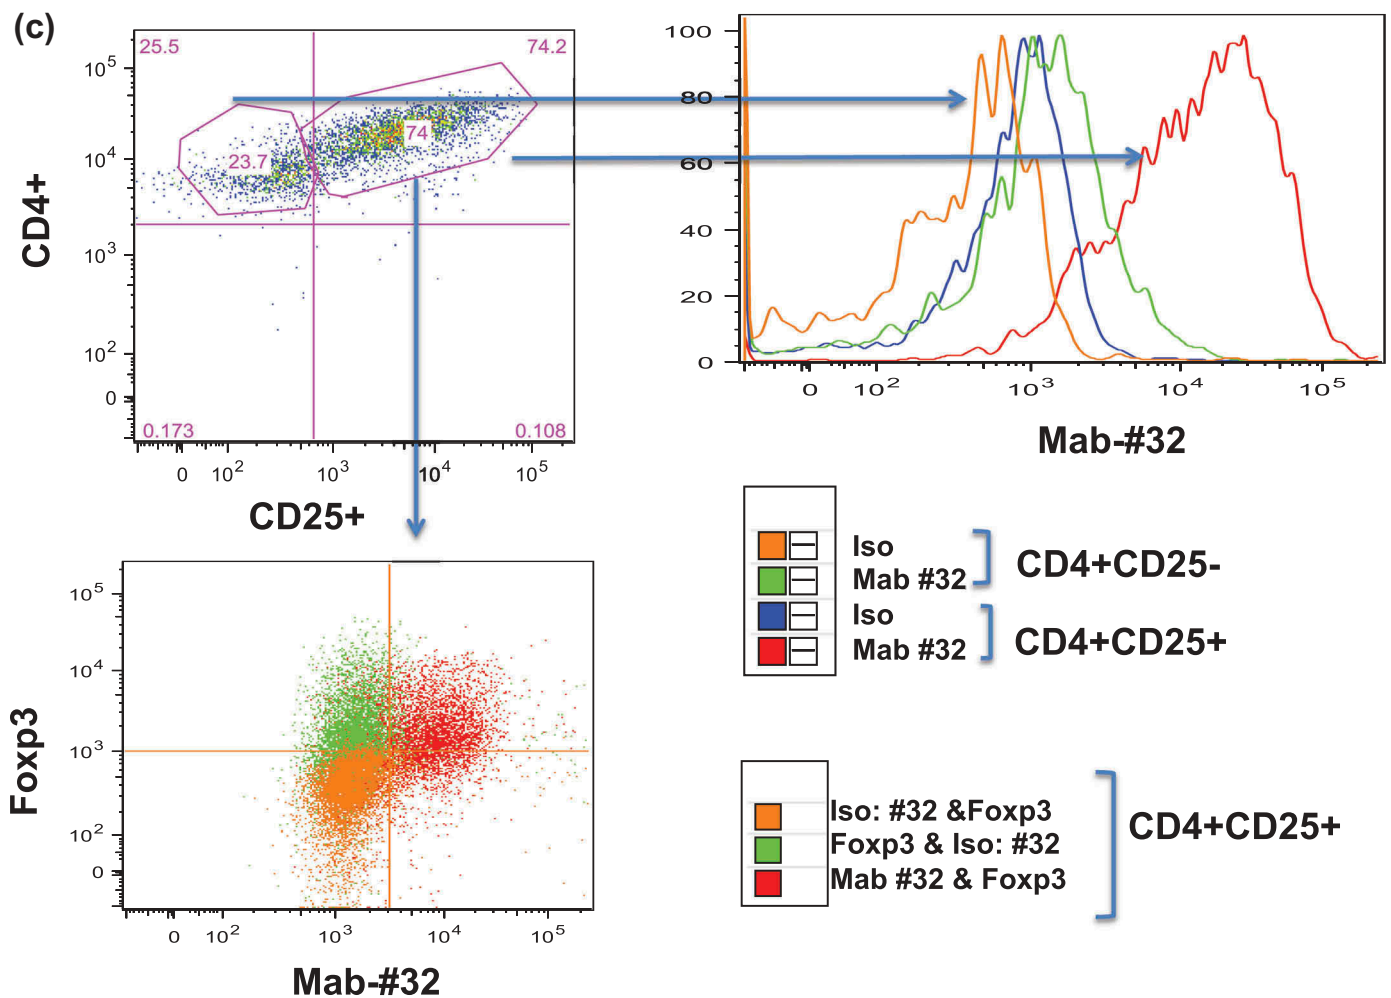 (c)
25.5
74.2
10^5
10^4
10^3
10^2
0
23.7
74
0.173
0.108
0 10^2 10^3 10^4 10^5
CD4+
CD25+
100
80
60
40
20
0
0 10^2 10^3 10^4 10^5
Mab-#32
Iso
Mab #32
CD4+CD25-
Iso
Mab #32
CD4+CD25+
10^5
10^4
10^3
10^2
0
0 10^2 10^3 10^4 10^5
Foxp3
Mab-#32
Iso: #32 &Foxp3
Foxp3 & Iso: #32
Mab #32 & Foxp3
CD4+CD25+